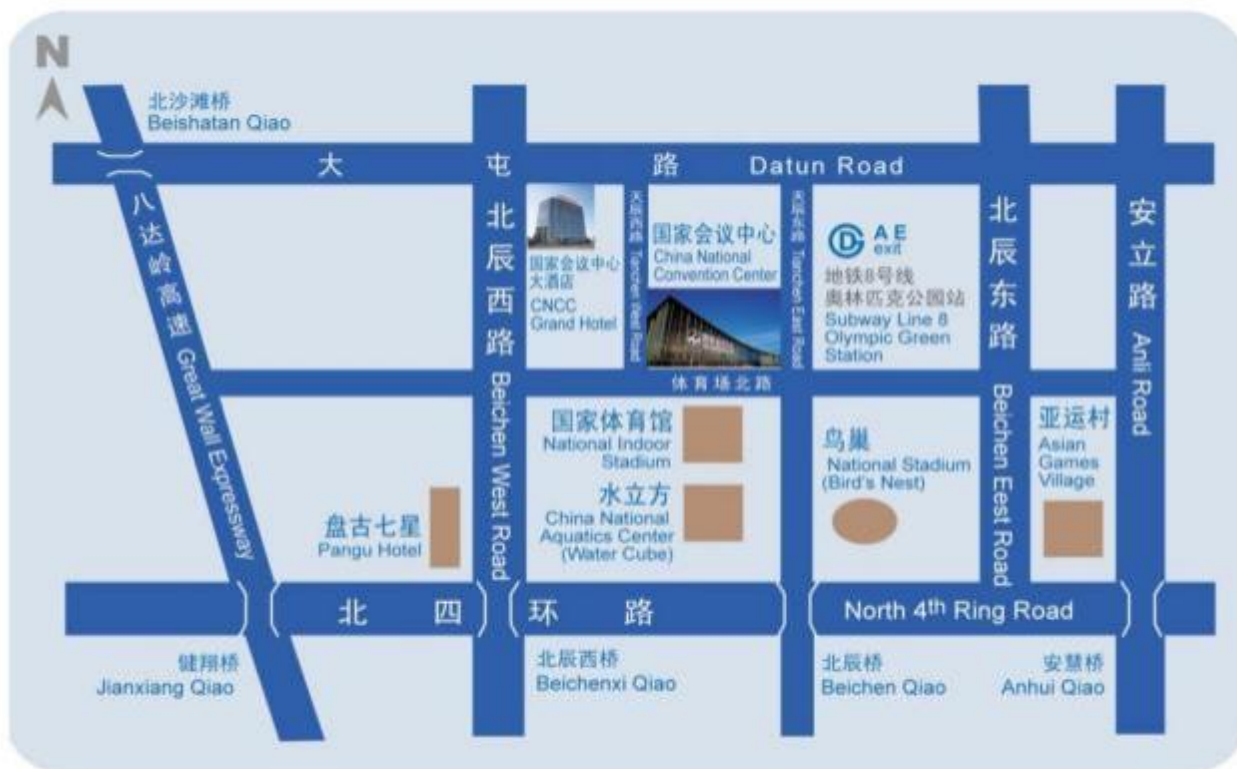 N
北沙滩桥
Beishatan Qiao
大屯路 Datun Road
八达岭高速 Great Wall Expressway
北辰西路 Beichen West Road
国家会议中心
大酒店
CNCC
Grand Hotel
天辰西路 Tianchen West Road
国家会议中心
China National
Convention Center
天辰东路 Tianchen East Road
A E
exit
地铁8号线
奥林匹克公园站
Subway Line 8
Olympic Green
Station
北辰东路 Beichen Eest Road
安立路 Anli Road
体育场北路
国家体育馆
National Indoor
Stadium
水立方
China National
Aquatics Center
(Water Cube)
盘古七星
Pangu Hotel
鸟巢
National Stadium
(Bird's Nest)
亚运村
Asian
Games
Village
北四环路 North 4th Ring Road
健翔桥
Jianxiang Qiao
北辰西桥
Beichenxi Qiao
北辰桥
Beichen Qiao
安慧桥
Anhui Qiao